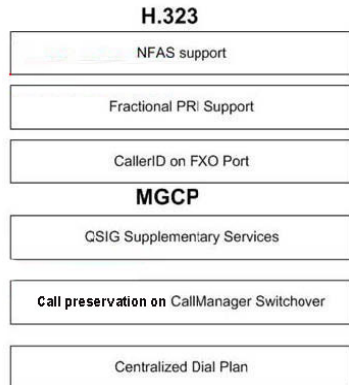 H.323
NFAS support
Fractional PRI Support
CallerID on FXO Port
MGCP
QSIG Supplementary Services
Call preservation on CallManager Switchover
Centralized Dial Plan